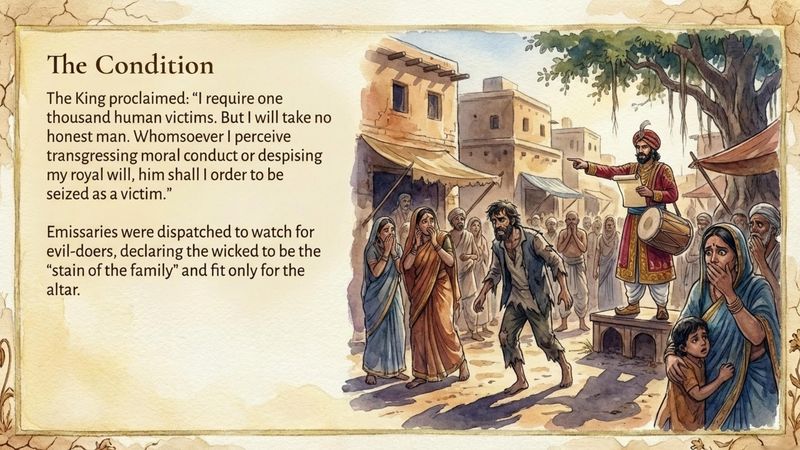 The Condition
The King proclaimed: “I require one
thousand human victims. But I will take no
honest man. Whomsoever I perceive
transgressing moral conduct or despising
my royal will, him shall I order to be
seized as a victim.”
Emissaries were dispatched to watch for
evil-doers, declaring the wicked to be the
“stain of the family” and fit only for the
altar.